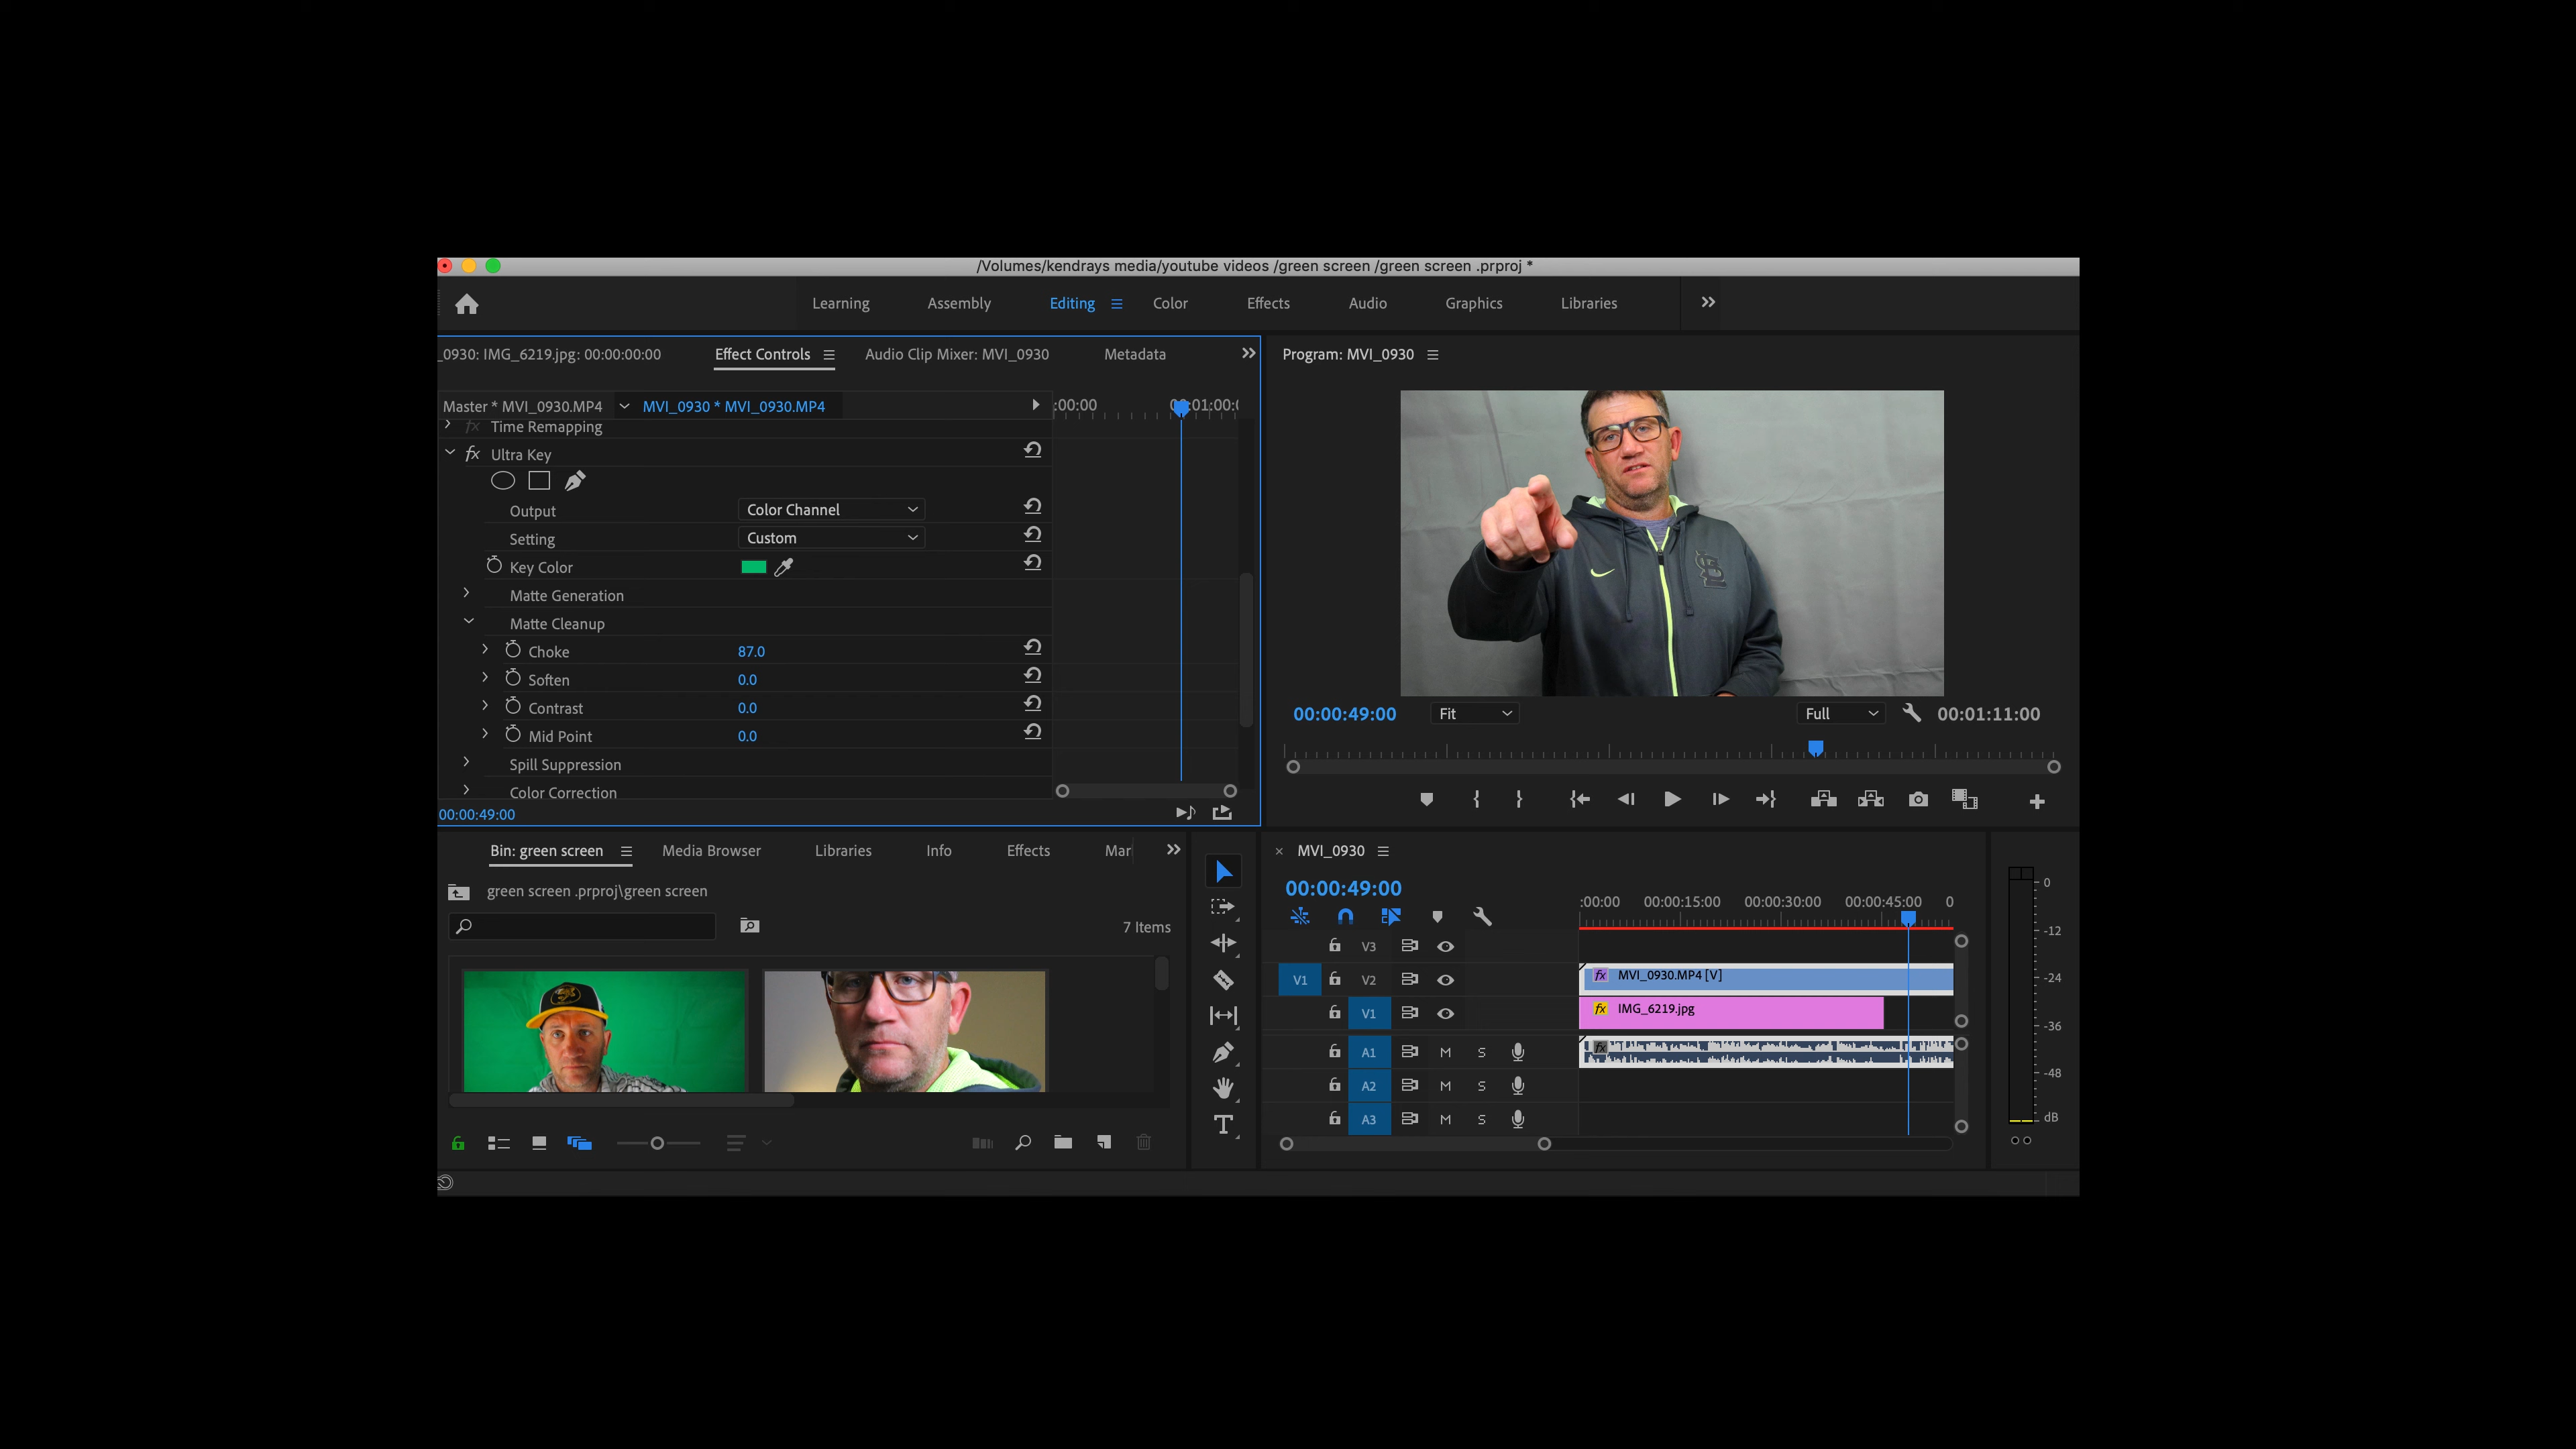 /Volumes/kendrays media/youtube videos /green screen /green screen .prproj *
Learning Assembly Editing Color Effects Audio Graphics Libraries
_0930: IMG_6219.jpg: 00:00:00:00 Effect Controls Audio Clip Mixer: MVI_0930 Metadata
Program: MVI_0930
Master * MVI_0930.MP4 MVI_0930 * MVI_0930.MP4
:00:00 00:01:00:0
fx Time Remapping
fx Ultra Key
Output Color Channel
Setting Custom
Key Color
Matte Generation
Matte Cleanup
Choke 87.0
Soften 0.0
Contrast 0.0
Mid Point 0.0
Spill Suppression
Color Correction
00:00:49:00
00:00:49:00 Fit Full 00:01:11:00
Bin: green screen Media Browser Libraries Info Effects Mar
green screen .prproj\green screen
7 Items
MVI_0930
00:00:49:00
:00:00 00:00:15:00 00:00:30:00 00:00:45:00 0
V3
V1 V2 fx MVI_0930.MP4 [V]
V1 fx IMG_6219.jpg
A1 M S fx
A2 M S
A3 M S
0
-12
-24
-36
-48
dB